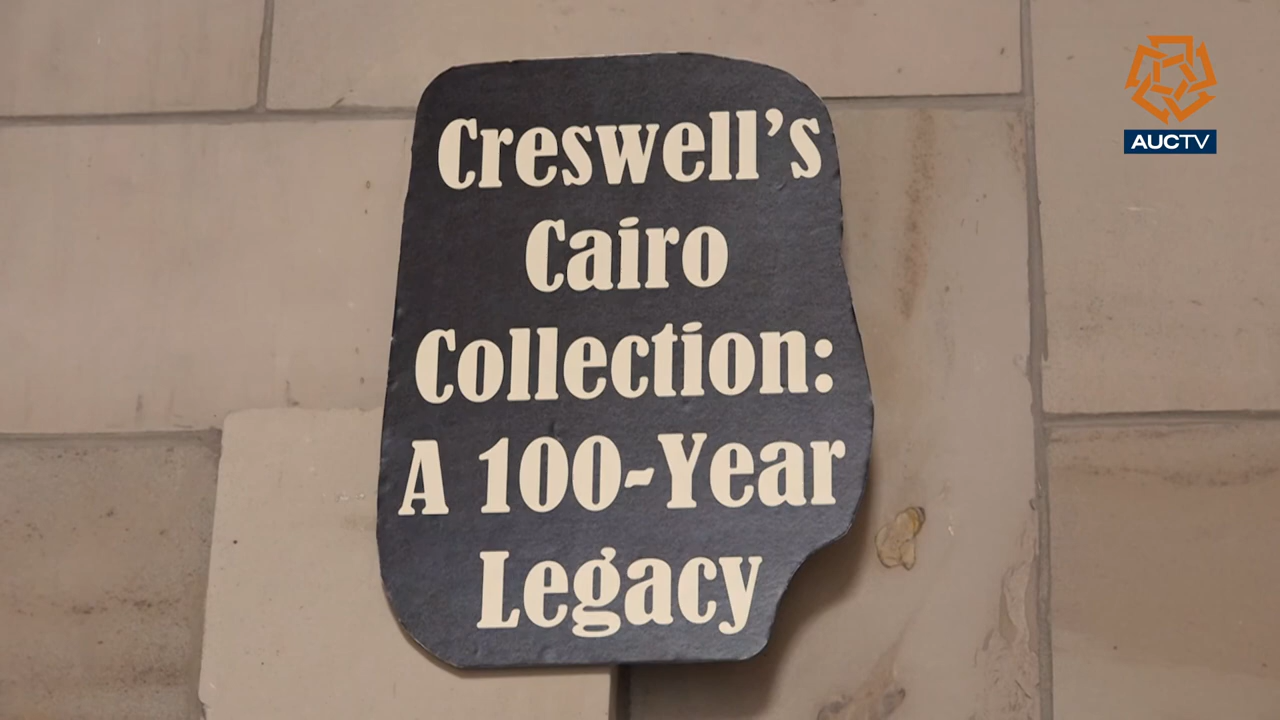 Creswell’s
Cairo
Collection:
A 100-Year
Legacy
AUCTV